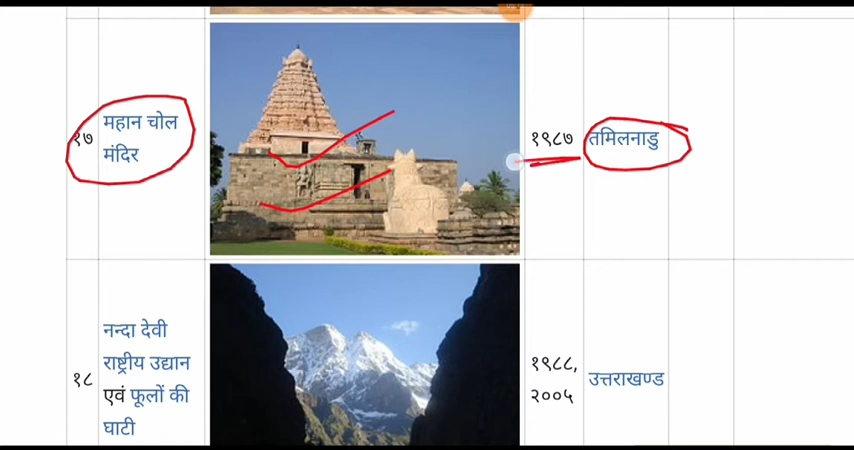 १७
महान चोल
मंदिर
१९८७
तमिलनाडु
१८
नन्दा देवी
राष्ट्रीय उद्यान
एवं फूलों की
घाटी
१९८८,
२००५
उत्तराखण्ड